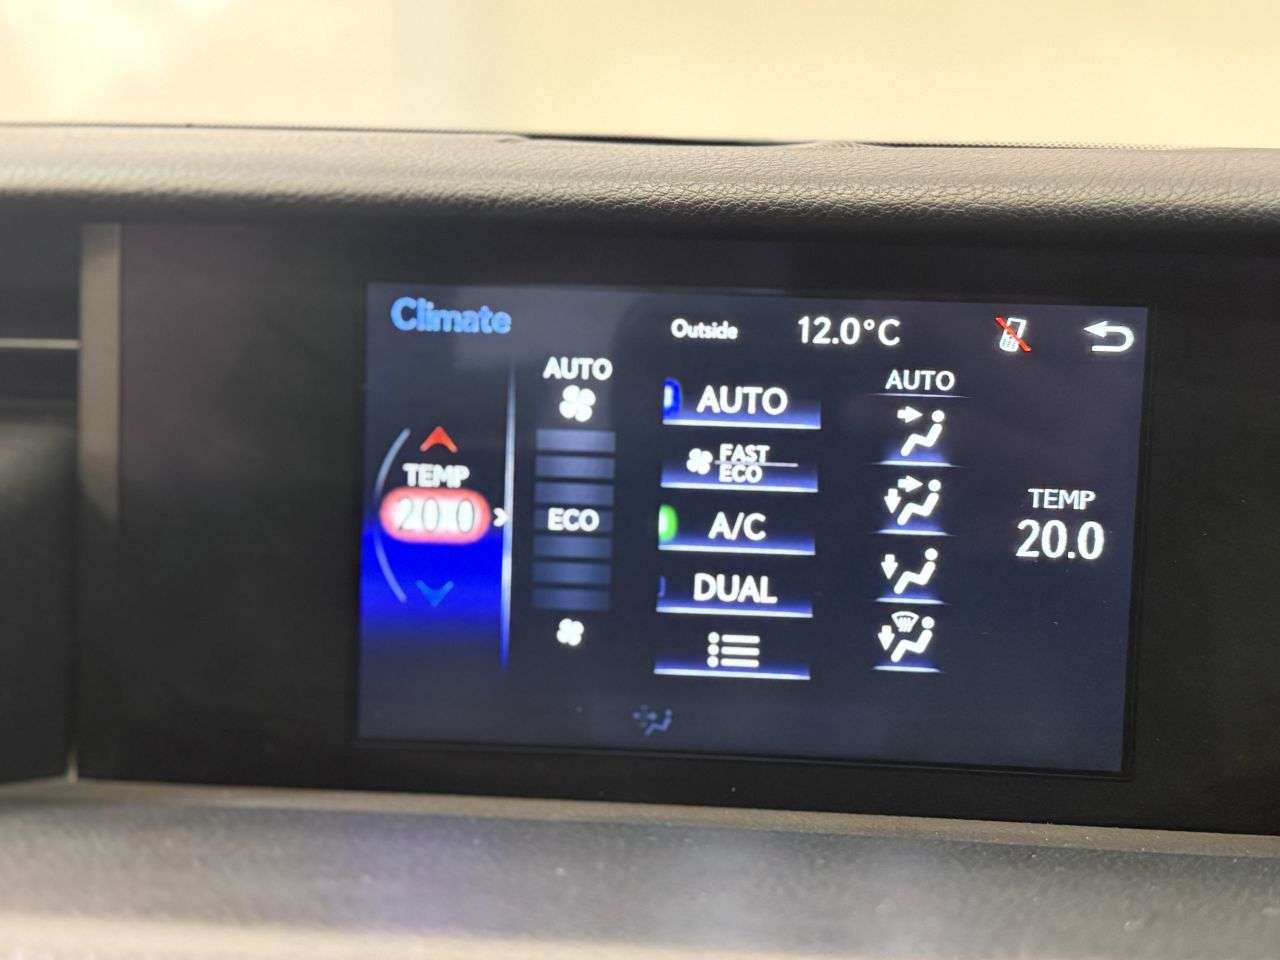 Climate
Outside 12.0°C
AUTO
TEMP
20.0
ECO
AUTO
FAST
ECO
A/C
DUAL
AUTO
TEMP
20.0